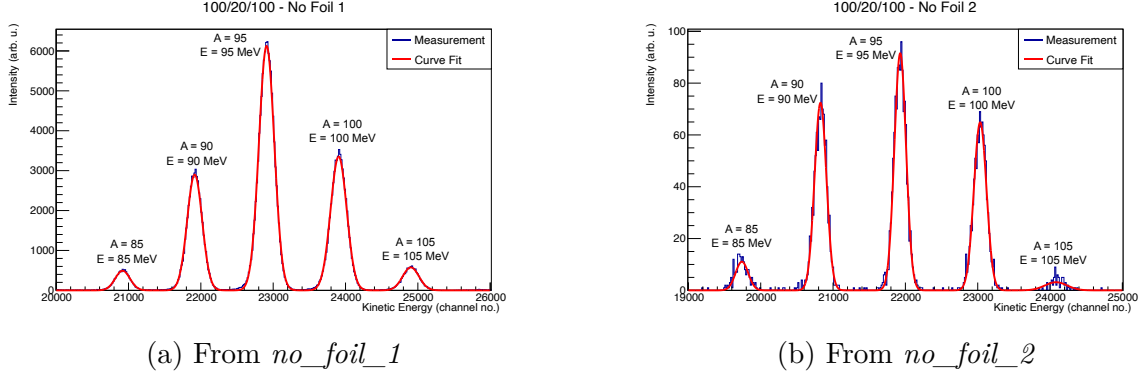 100/20/100 - No Foil 1
Intensity (arb. u.)
6000
5000
4000
3000
2000
1000
0
20000 21000 22000 23000 24000 25000 26000
Kinetic Energy (channel no.)
A = 85
E = 85 MeV
A = 90
E = 90 MeV
A = 95
E = 95 MeV
A = 100
E = 100 MeV
A = 105
E = 105 MeV
Measurement
Curve Fit
(a) From no_foil_1
100/20/100 - No Foil 2
Intensity (arb. u.)
100
80
60
40
20
0
19000 20000 21000 22000 23000 24000 25000
Kinetic Energy (channel no.)
A = 85
E = 85 MeV
A = 90
E = 90 MeV
A = 95
E = 95 MeV
A = 100
E = 100 MeV
A = 105
E = 105 MeV
Measurement
Curve Fit
(b) From no_foil_2